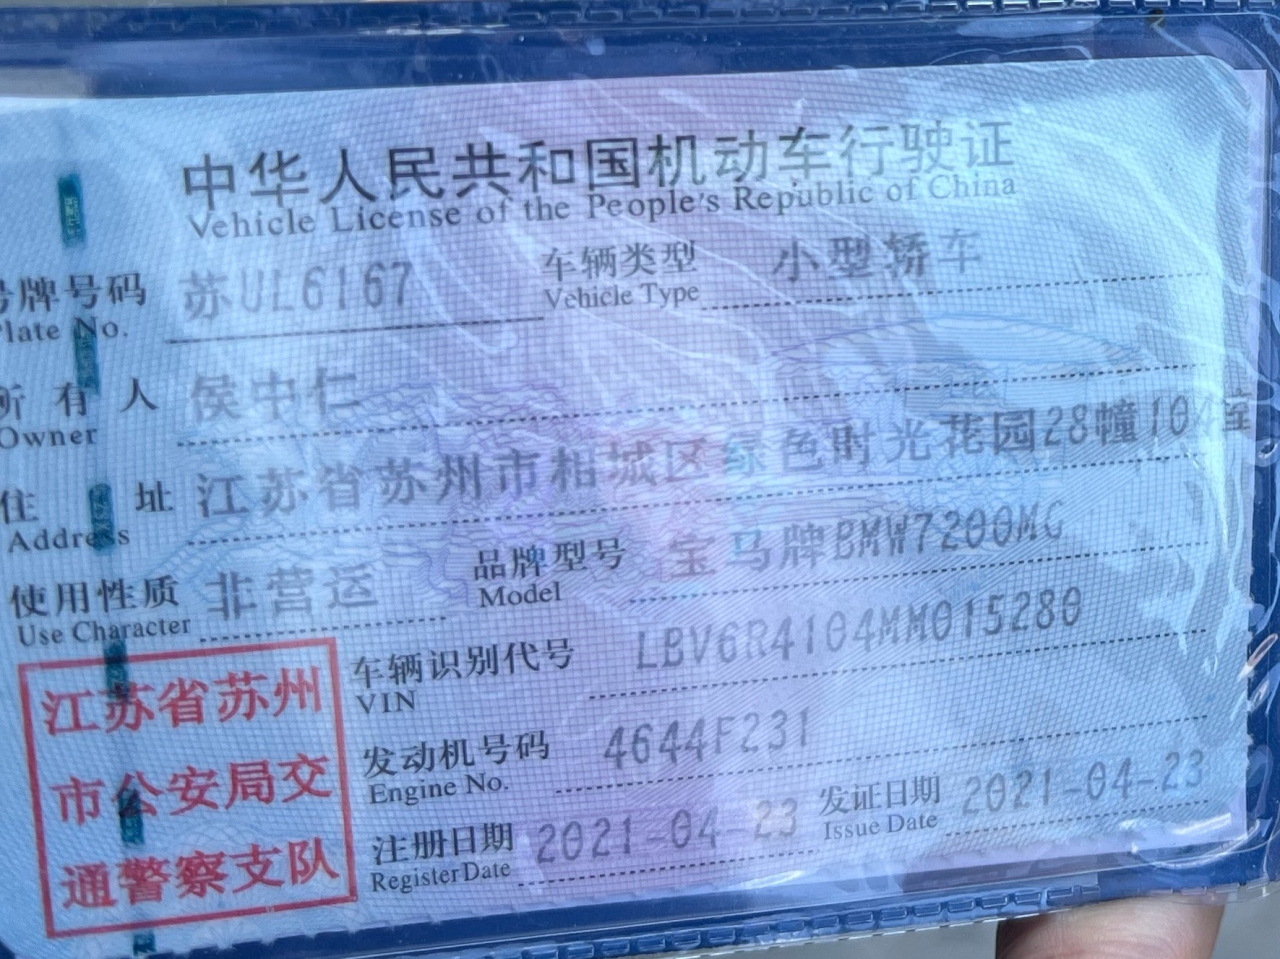 中华人民共和国机动车行驶证
Vehicle License of the People's Republic of China
号牌号码 苏UL6167 车辆类型 小型轿车
Plate No. Vehicle Type
所有人 侯中仁
Owner
住址 江苏省苏州市相城区绿色时光花园28幢104室
Address
使用性质 非营运 品牌型号 宝马牌BMW7200MG
Use Character Model
江苏省苏州
市公安局交
通警察支队
车辆识别代号 LBV6R4104MM015280
VIN
发动机号码 4644F231
Engine No.
注册日期 2021-04-23 发证日期 2021-04-23
Register Date Issue Date